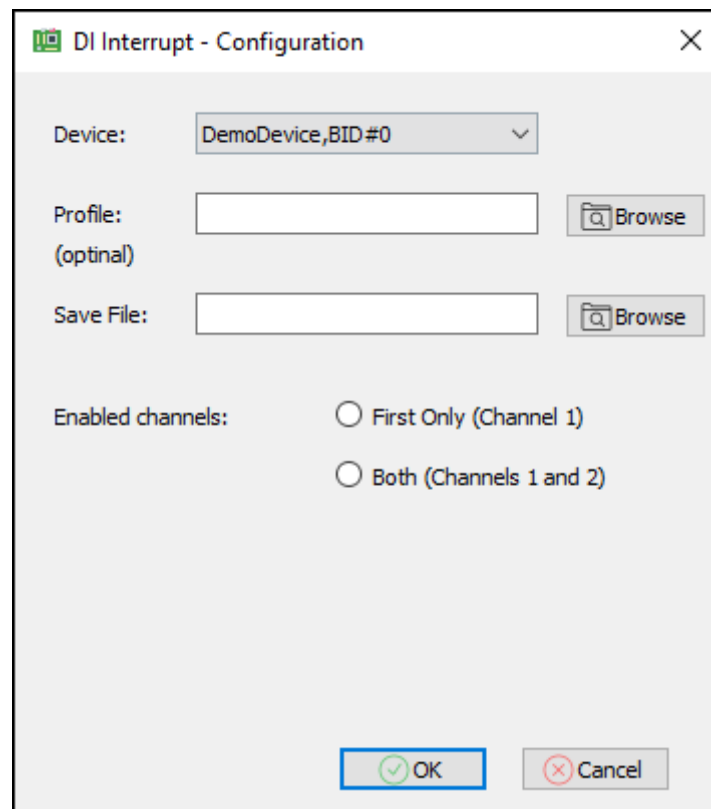 DI Interrupt - Configuration
Device:
DemoDevice,BID#0
Profile:
Browse
(optinal)
Save File:
Browse
Enabled channels:
First Only (Channel 1)
Both (Channels 1 and 2)
OK
Cancel